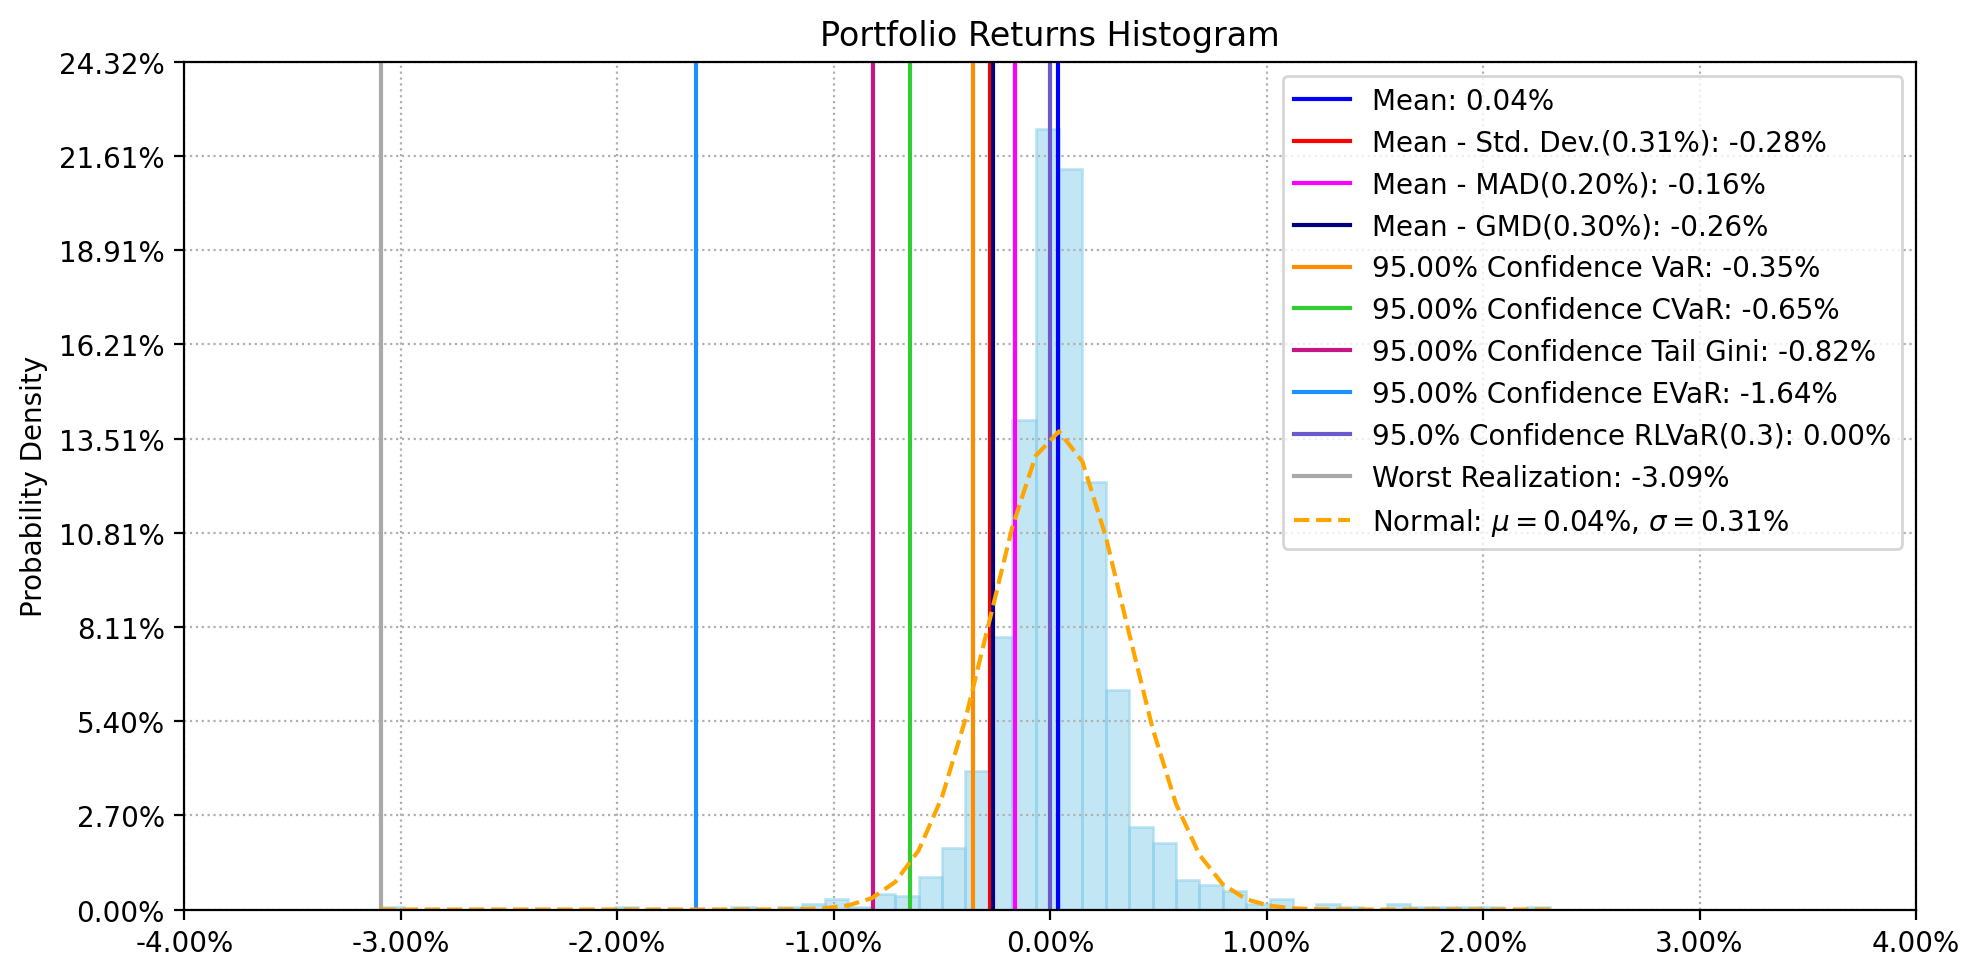 Portfolio Returns Histogram
24.32%
21.61%
18.91%
16.21%
13.51%
10.81%
8.11%
5.40%
2.70%
0.00%
Probability Density
Mean: 0.04%
Mean - Std. Dev.(0.31%): -0.28%
Mean - MAD(0.20%): -0.16%
Mean - GMD(0.30%): -0.26%
95.00% Confidence VaR: -0.35%
95.00% Confidence CVaR: -0.65%
95.00% Confidence Tail Gini: -0.82%
95.00% Confidence EVaR: -1.64%
95.0% Confidence RLVaR(0.3): 0.00%
Worst Realization: -3.09%
Normal: μ = 0.04%, σ = 0.31%
-4.00% -3.00% -2.00% -1.00% 0.00% 1.00% 2.00% 3.00% 4.00%